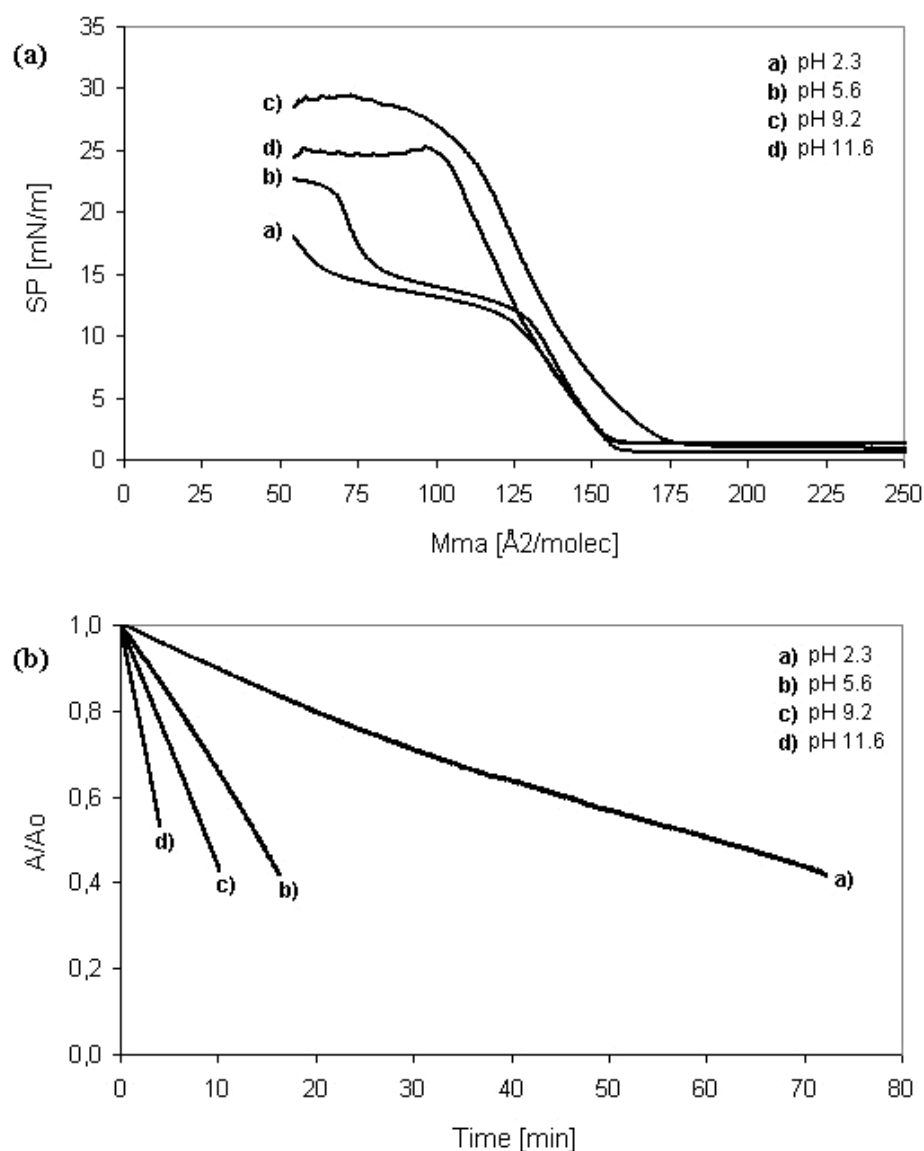 (a)
35
30
25
20
15
10
5
0
SP [mN/m]
c)
d)
b)
a)
a) pH 2.3
b) pH 5.6
c) pH 9.2
d) pH 11.6
0 25 50 75 100 125 150 175 200 225 250
Mma [Å2/molec]
(b)
1,0
0,8
0,6
0,4
0,2
0,0
A/Ao
d)
c)
b)
a)
a) pH 2.3
b) pH 5.6
c) pH 9.2
d) pH 11.6
0 10 20 30 40 50 60 70 80
Time [min]